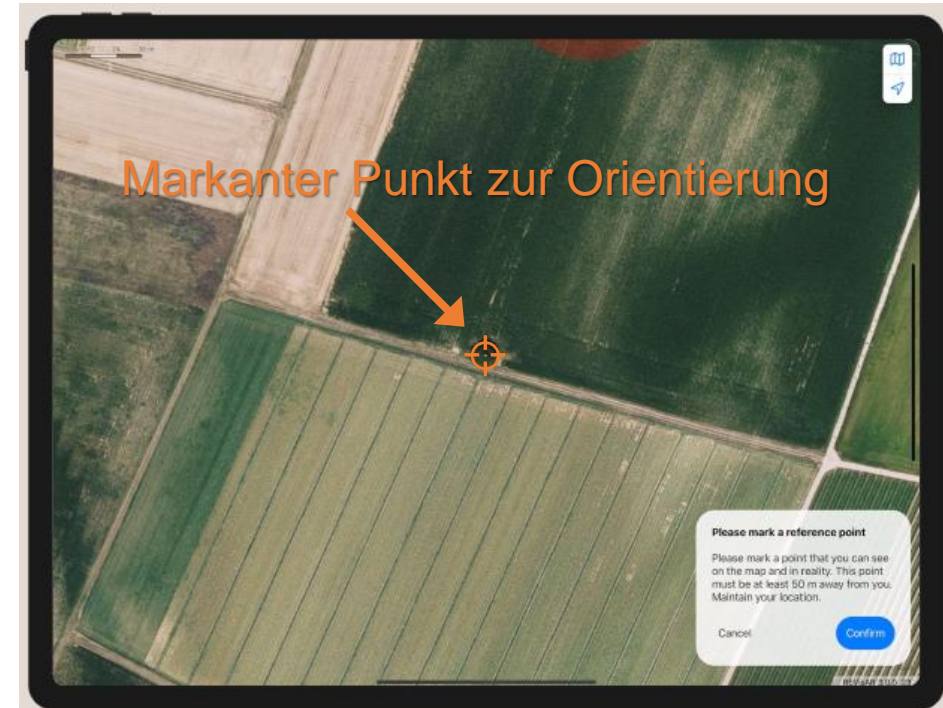 Markanter Punkt zur Orientierung
Please mark a reference point
Please mark a point that you can see
on the map and in reality. This point
must be at least 50 m away from you.
Maintain your location.
Cancel
Confirm